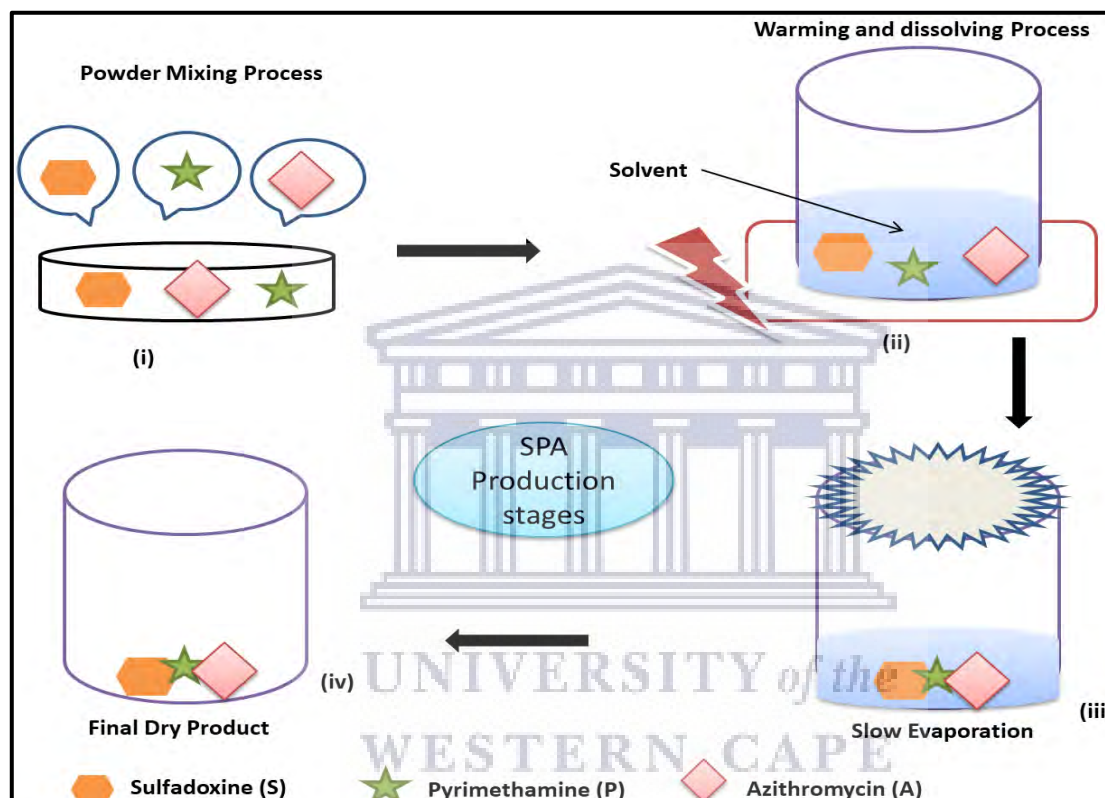 Powder Mixing Process
Warming and dissolving Process
Solvent
(i)
(ii)
SPA
Production
stages
(iv)
Final Dry Product
(iii
Slow Evaporation
UNIVERSITY of the
WESTERN CAPE
Sulfadoxine (S)
Pyrimethamine (P)
Azithromycin (A)